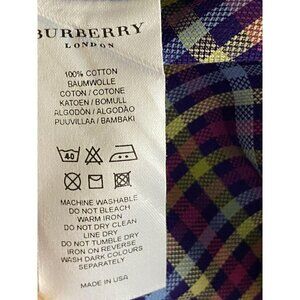 BURBERRY
LONDON
100% COTTON
BAUMWOLLE
COTON / COTONE
KATOEN / BOMULL
ALGODÓN / ALGODÃO
PUUVILLAA / BAMBAKI
40
MACHINE WASHABLE
DO NOT BLEACH
WARM IRON
DO NOT DRY CLEAN
LINE DRY
DO NOT TUMBLE DRY
IRON ON REVERSE
WASH DARK COLOURS
SEPARATELY
MADE IN USA